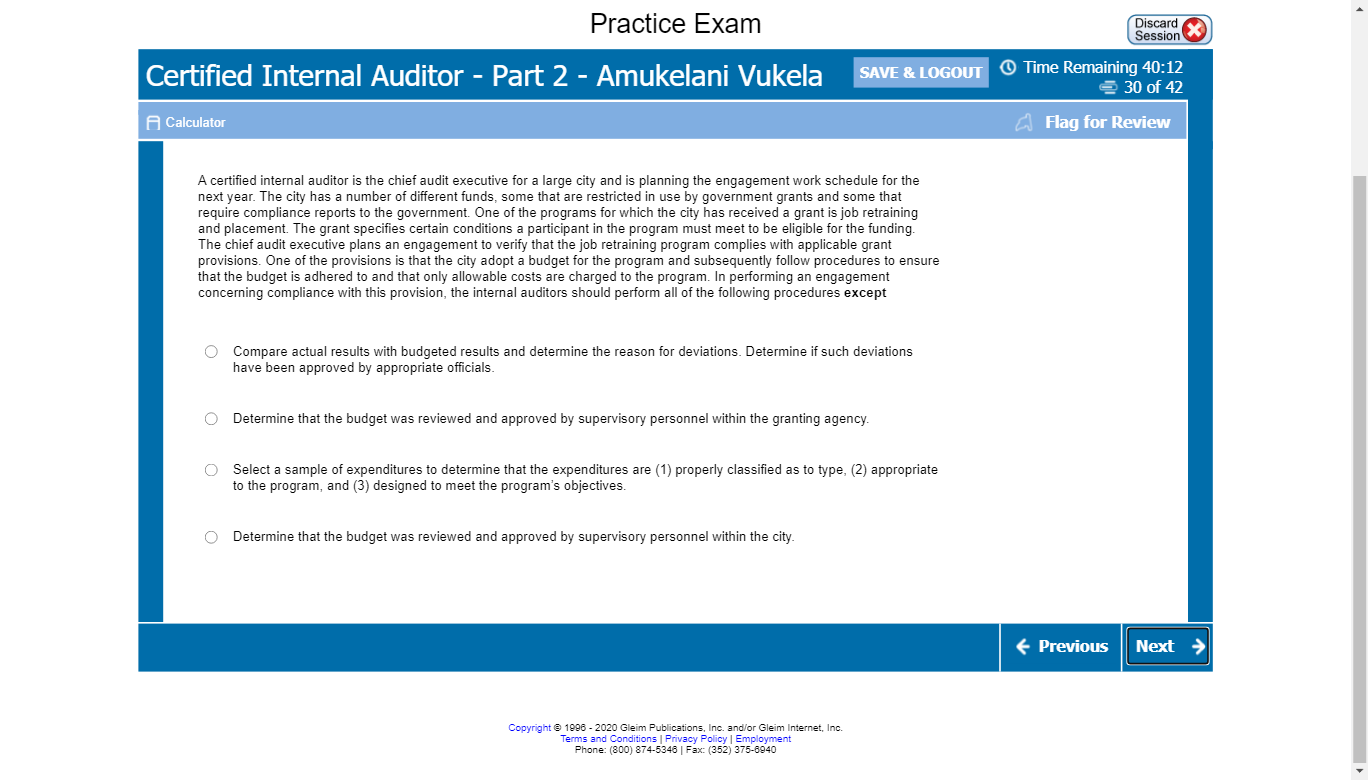 Practice Exam
Discard
Session
Certified Internal Auditor - Part 2 - Amukelani Vukela
SAVE & LOGOUT
Time Remaining 40:12
30 of 42
Calculator
Flag for Review
A certified internal auditor is the chief audit executive for a large city and is planning the engagement work schedule for the
next year. The city has a number of different funds, some that are restricted in use by government grants and some that
require compliance reports to the government. One of the programs for which the city has received a grant is job retraining
and placement. The grant specifies certain conditions a participant in the program must meet to be eligible for the funding.
The chief audit executive plans an engagement to verify that the job retraining program complies with applicable grant
provisions. One of the provisions is that the city adopt a budget for the program and subsequently follow procedures to ensure
that the budget is adhered to and that only allowable costs are charged to the program. In performing an engagement
concerning compliance with this provision, the internal auditors should perform all of the following procedures except
Compare actual results with budgeted results and determine the reason for deviations. Determine if such deviations
have been approved by appropriate officials.
Determine that the budget was reviewed and approved by supervisory personnel within the granting agency.
Select a sample of expenditures to determine that the expenditures are (1) properly classified as to type, (2) appropriate
to the program, and (3) designed to meet the program's objectives.
Determine that the budget was reviewed and approved by supervisory personnel within the city.
Previous
Next
Copyright © 1996 - 2020 Gleim Publications, Inc. and/or Gleim Internet, Inc.
Terms and Conditions | Privacy Policy | Employment
Phone: (800) 874-5346 | Fax: (352) 375-6940